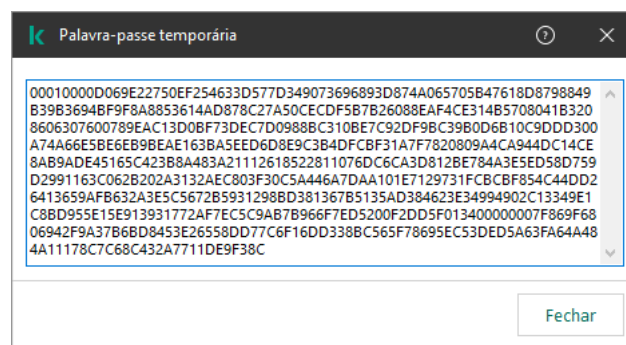 Palavra-passe temporária
00010000D069E22750EF254633D577D349073696893D874A065705B47618D8798849
B39B3694BF9F8A8853614AD878C27A50CECDF5B7B26088EAF4CE314B5708041B320
8606307600789EAC13D0BF73DEC7D0988BC310BE7C92DF9BC39B0D6B10C9DDD300
A74A66E5BE6EB9BEAE163BA5EED6D8E9C3B4DFCBF31A7F7820809A4CA944DC14CE
8AB9ADE45165C423B8A483A21112618522811076DC6CA3D812BE784A3E5ED58D759
D2991163C062B202A3132AEC803F30C5A446A7DAA101E7129731FCBCBF854C44DD2
6413659AFB632A3E5C5672B5931298BD381367B5135AD384623E34994902C13349E1
C8BD955E15E913931772AF7EC5C9AB7B966F7ED5200F2DD5F013400000007F869F68
06942F9A37B6BD8453E26558DD77C6F16DD338BC565F78695EC53DED5A63FA64A48
4A11178C7C68C432A7711DE9F38C
Fechar